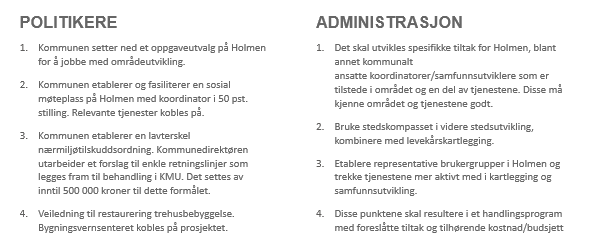 POLITIKERE
1. Kommunen setter ned et oppgaveutvalg på Holmen
for å jobbe med områdeutvikling.
2. Kommunen etablerer og fasiliterer en sosial
møteplass på Holmen med koordinator i 50 pst.
stilling. Relevante tjenester kobles på.
3. Kommunen etablerer en lavterskel
nærmiljøtilskuddsordning. Kommunedirektøren
utarbeider et forslag til enkle retningslinjer som
legges fram til behandling i KMU. Det settes av
inntil 500 000 kroner til dette formålet.
4. Veiledning til restaurering trehusbebyggelse.
Bygningsvernsenteret kobles på prosjektet.
ADMINISTRASJON
1. Det skal utvikles spesifikke tiltak for Holmen, blant
annet kommunalt
ansatte koordinatorer/samfunnsutviklere som er
tilstede i området og en del av tjenestene. Disse må
kjenne området og tjenestene godt.
2. Bruke stedskompasset i videre stedsutvikling,
kombinere med levekårskartlegging.
3. Etablere representative brukergrupper i Holmen og
trekke tjenestene mer aktivt med i kartlegging og
samfunnsutvikling.
4. Disse punktene skal resultere i et handlingsprogram
med foreslåtte tiltak og tilhørende kostnad/budsjett